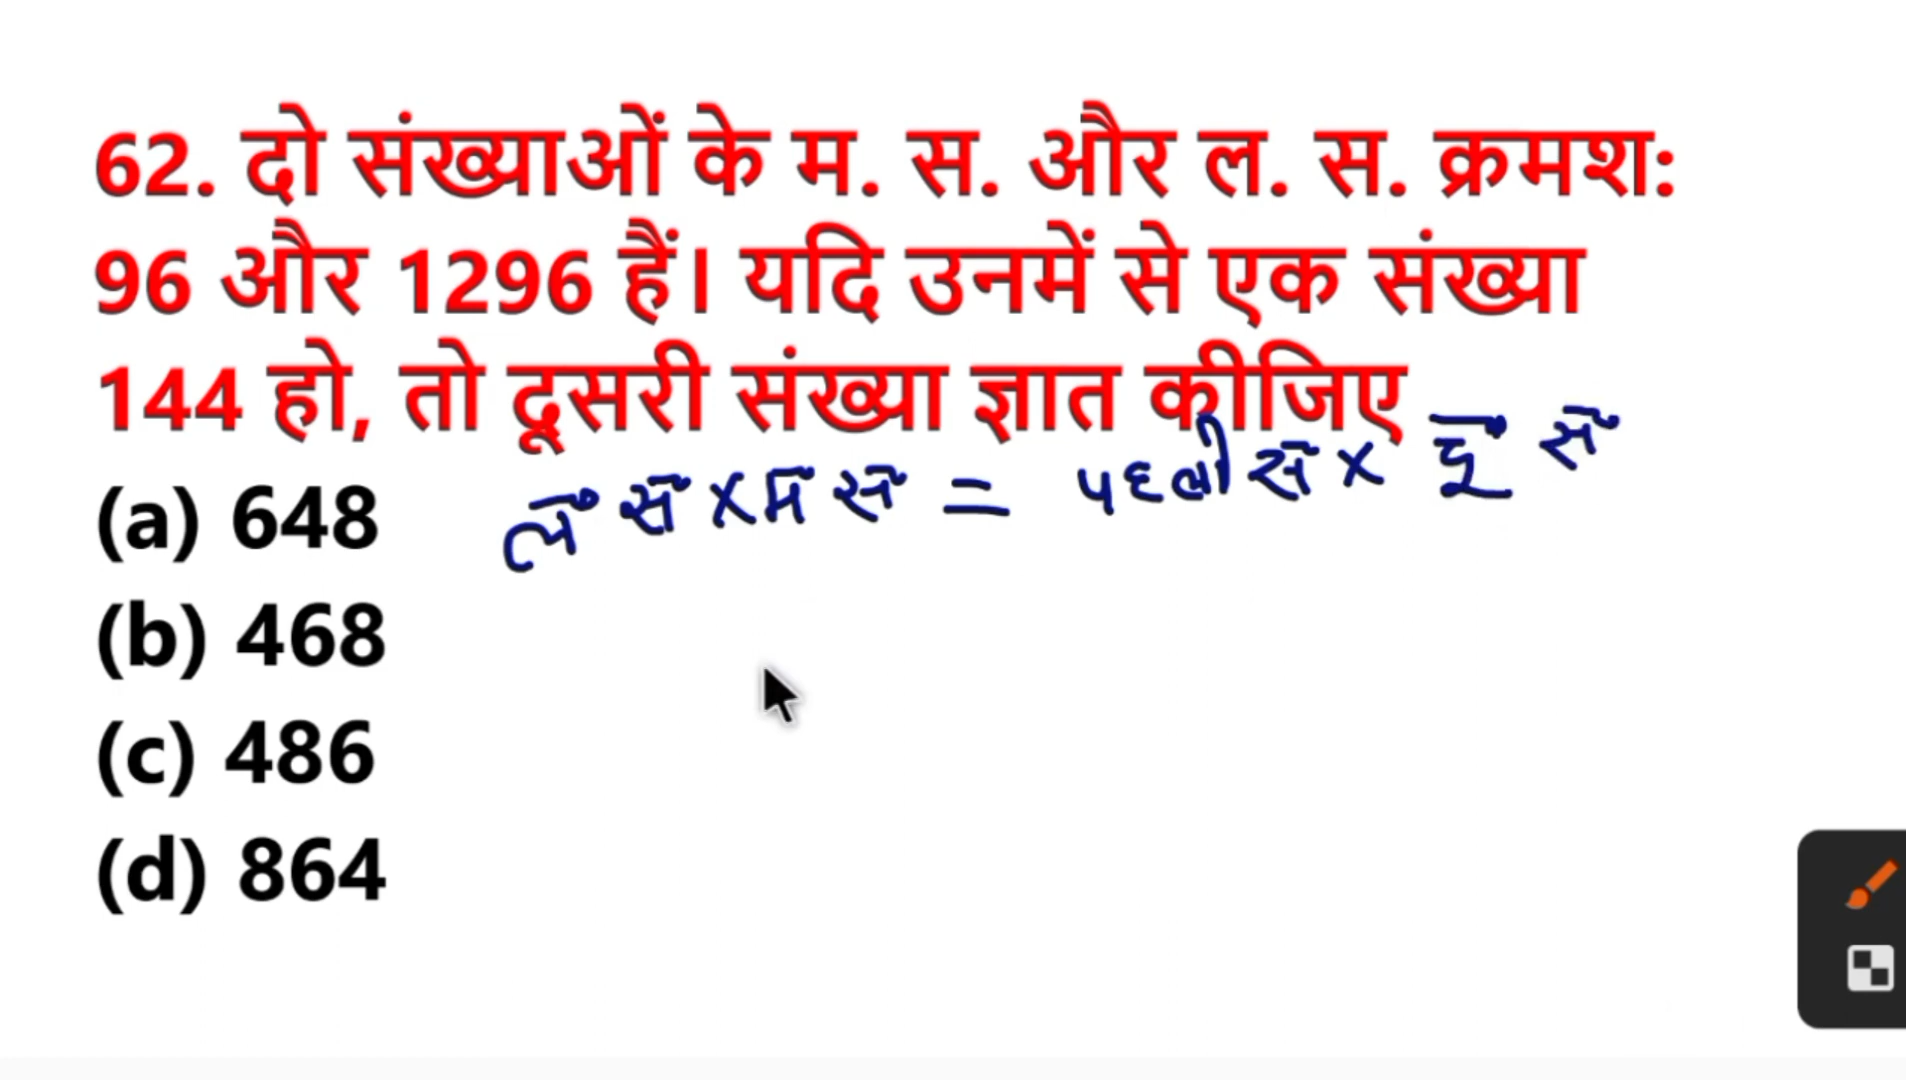 62. दो संख्याओं के म. स. और ल. स. क्रमश:
96 और 1296 हैं। यदि उनमें से एक संख्या
144 हो, तो दूसरी संख्या ज्ञात कीजिए
ल॰ स॰ × म॰ स॰ = पहली सं × दू॰ सं॰
(a) 648
(b) 468
(c) 486
(d) 864